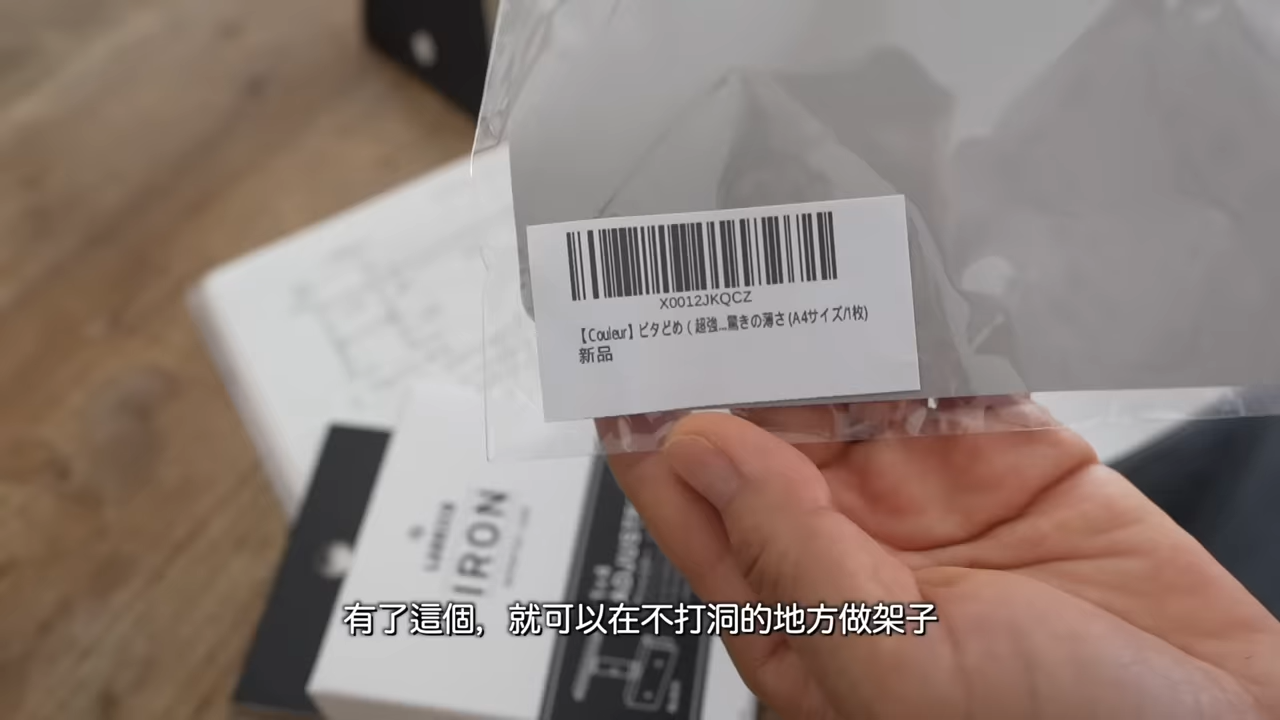 X0012JKQCZ
【Couleur】ピタどめ ( 超強...驚きの薄さ (A4サイズ/1枚)
新品
LABRICO
IRON
有了這個，就可以在不打洞的地方做架子